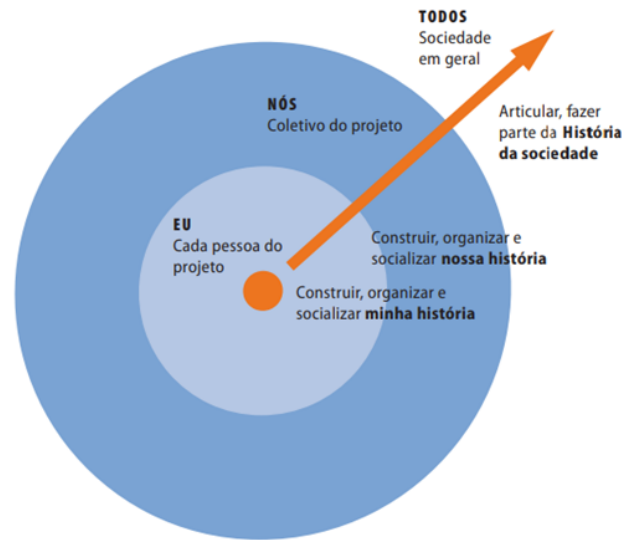 TODOS
Sociedade
em geral
NÓS
Coletivo do projeto
Articular, fazer
parte da História
da sociedade
EU
Cada pessoa do
projeto
Construir, organizar e
socializar nossa história
Construir, organizar e
socializar minha história